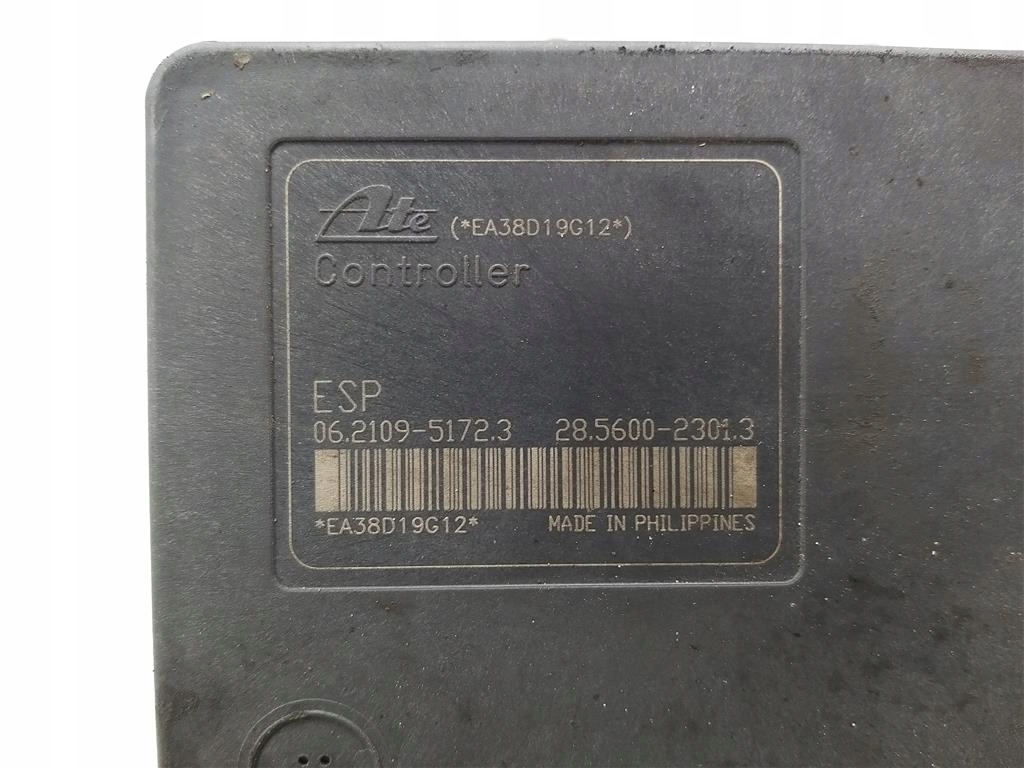 Ate (*EA38D19G12*)
Controller
ESP
06.2109-5172.3 28.5600-2301.3
*EA38D19G12* MADE IN PHILIPPINES